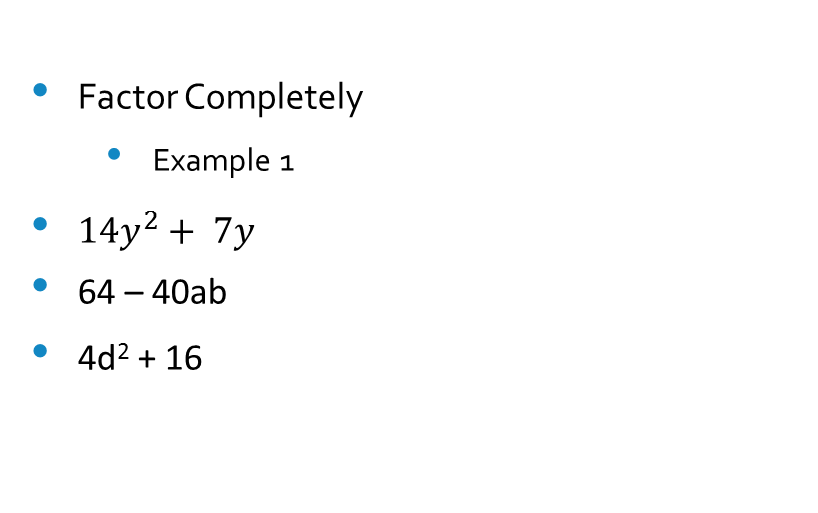 • Factor Completely
• Example 1
• 14y² + 7y
• 64 – 40ab
• 4d² + 16